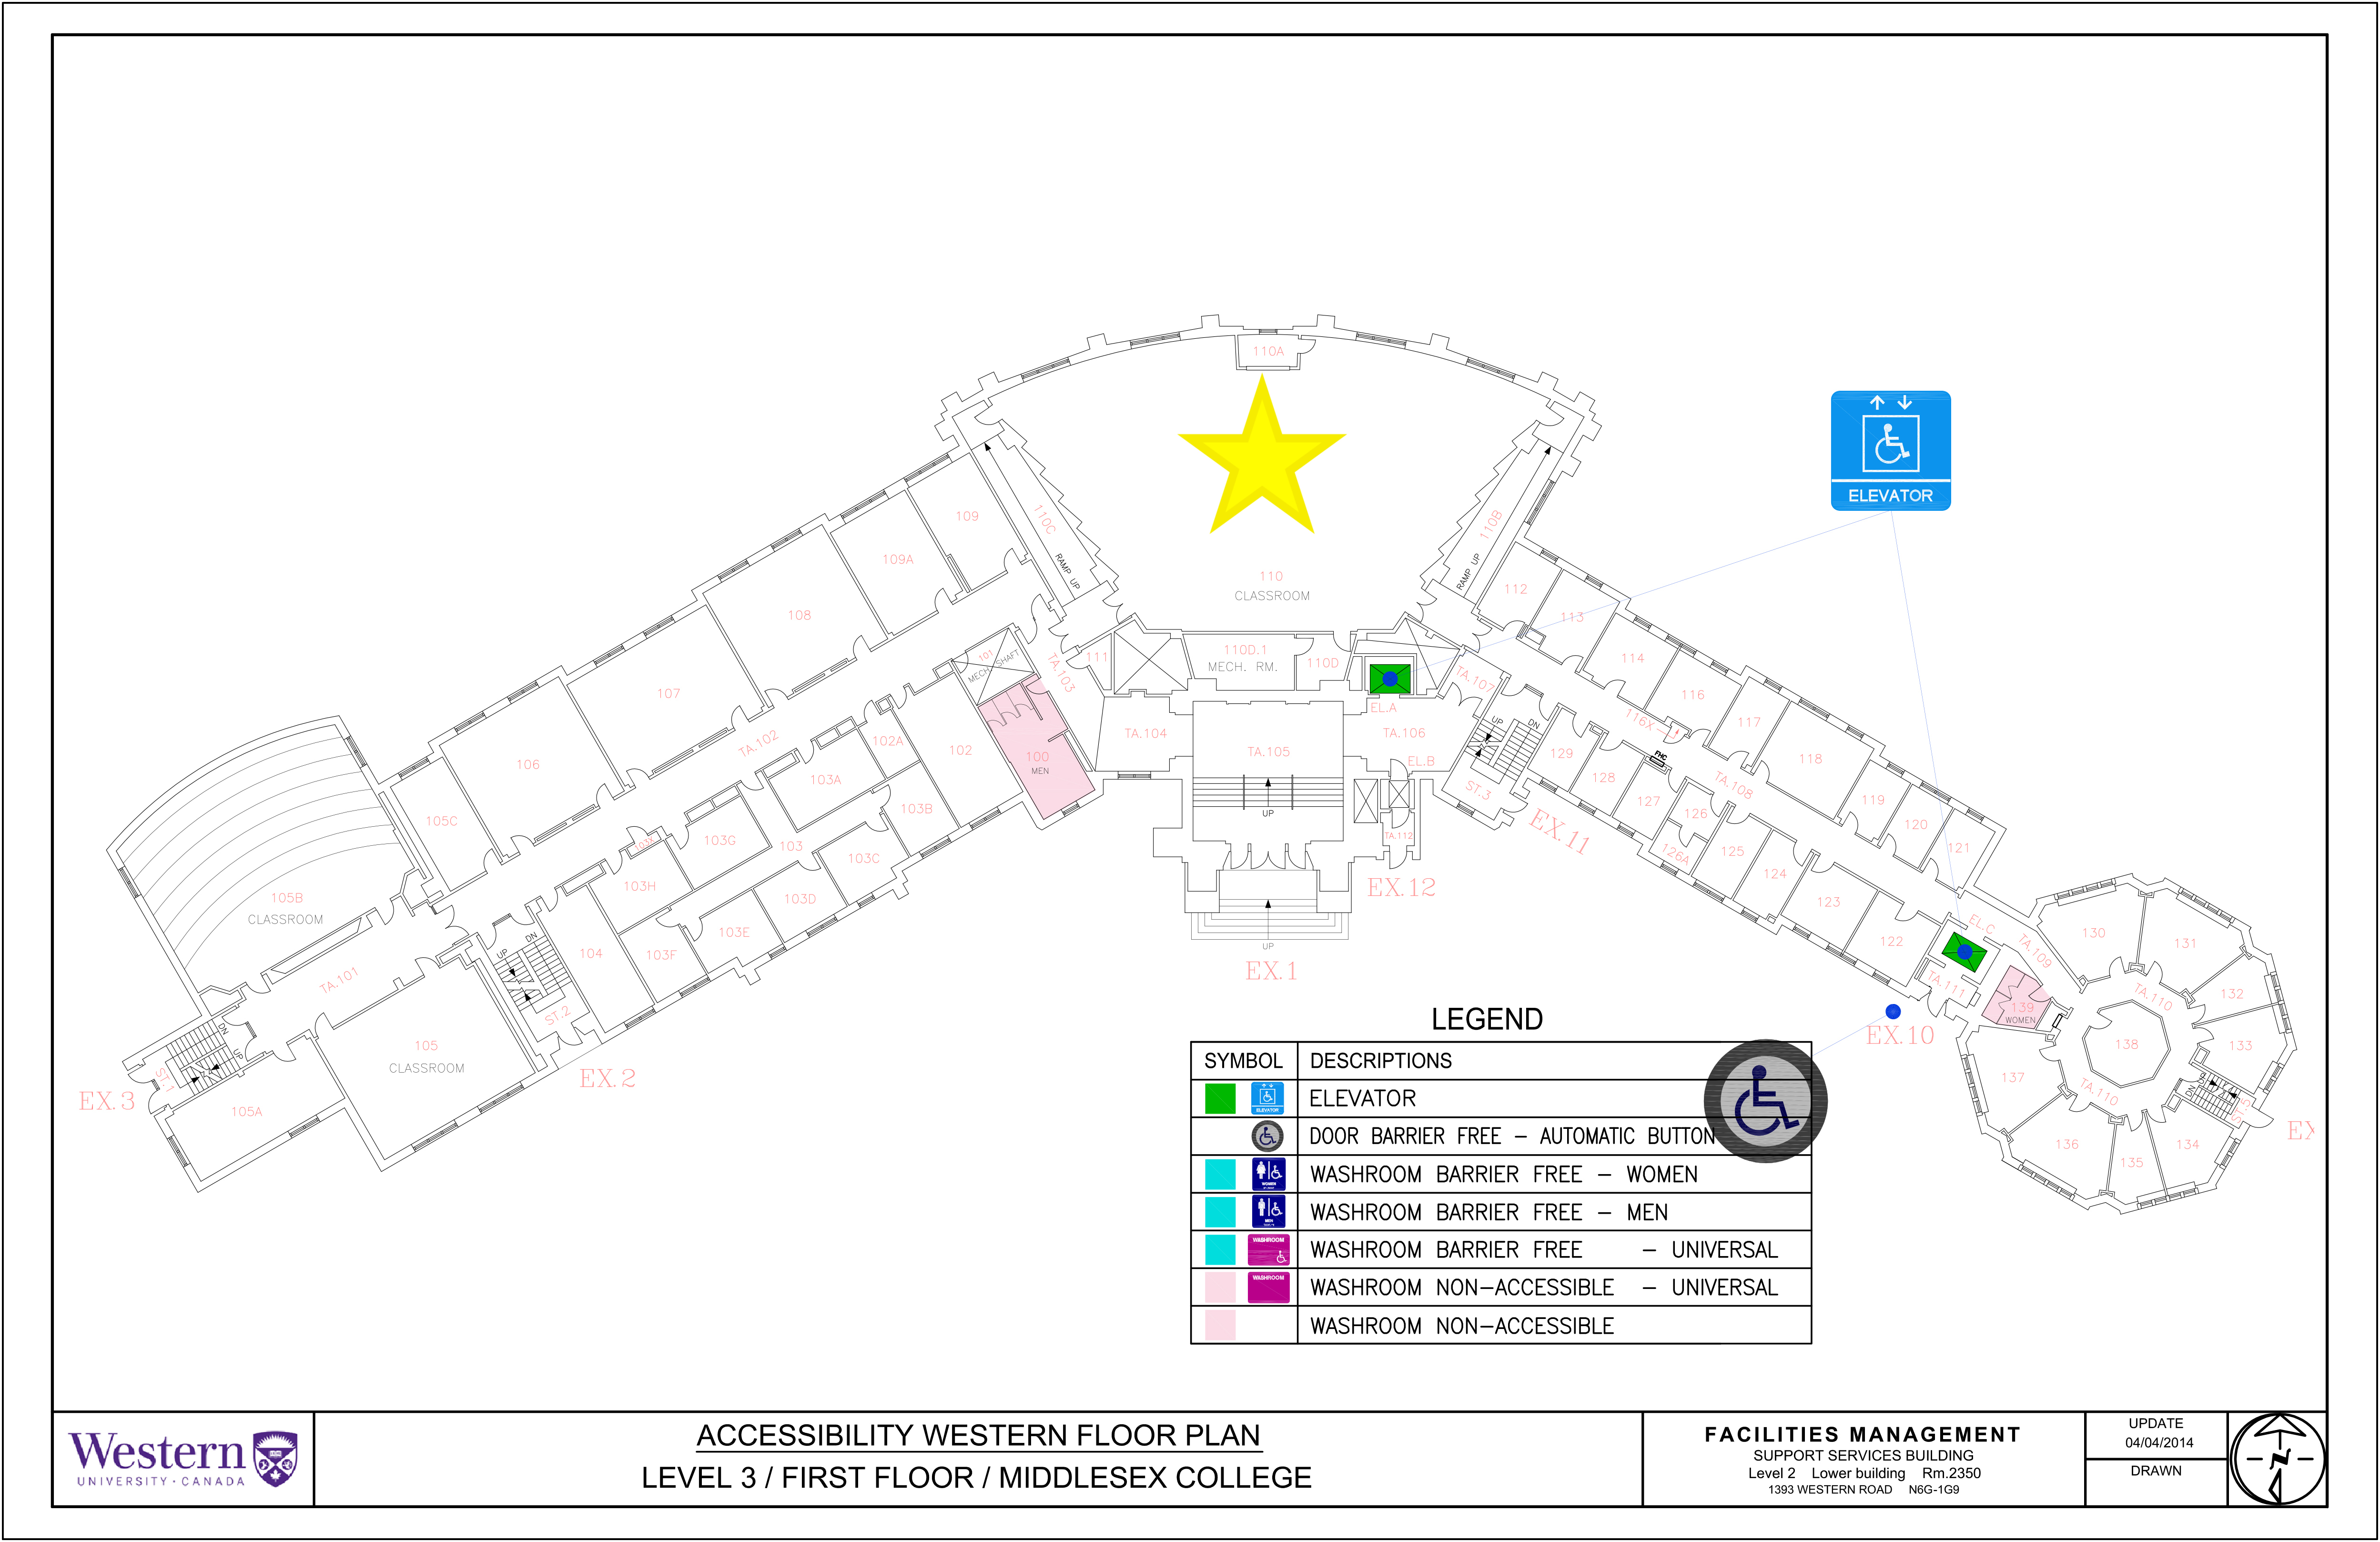 110A
ELEVATOR
109
110C
RAMP UP
110B
RAMP UP
109A
110
CLASSROOM
112
108
113
111
110D.1
MECH. RM.
110D
101
MECH. SHAFT
TA.103
TA.107
114
107
116
EL.A
116X
117
TA.102
102A
102
100
MEN
TA.104
TA.105
TA.106
EL.B
UP
DN
129
FHC
118
106
103A
128
ST.3
TA.108
127
119
103B
UP
126
105C
EX.11
120
103X
103G
103
TA.112
121
103C
126A
125
103H
EX.12
124
105B
CLASSROOM
103D
123
EL.C
103E
UP
122
TA.109
130
131
UP
DN
104
103F
EX.1
TA.101
TA.111
132
TA.110
ST.2
139
WOMEN
LEGEND
EX.10
DN
UP
105
CLASSROOM
138
133
SYMBOL DESCRIPTIONS
ST.1
EX.2
137
TA.110
DN
UP
ELEVATOR
ELEVATOR
EX.3
105A
ST.5
EX
DOOR BARRIER FREE - AUTOMATIC BUTTON
136
134
135
WOMEN
WASHROOM BARRIER FREE - WOMEN
MEN
WASHROOM BARRIER FREE - MEN
WASHROOM
WASHROOM BARRIER FREE - UNIVERSAL
WASHROOM
WASHROOM NON-ACCESSIBLE - UNIVERSAL
WASHROOM NON-ACCESSIBLE
Western
UNIVERSITY · CANADA
ACCESSIBILITY WESTERN FLOOR PLAN
LEVEL 3 / FIRST FLOOR / MIDDLESEX COLLEGE
FACILITIES MANAGEMENT
SUPPORT SERVICES BUILDING
Level 2 Lower building Rm.2350
1393 WESTERN ROAD N6G-1G9
UPDATE
04/04/2014
DRAWN
N